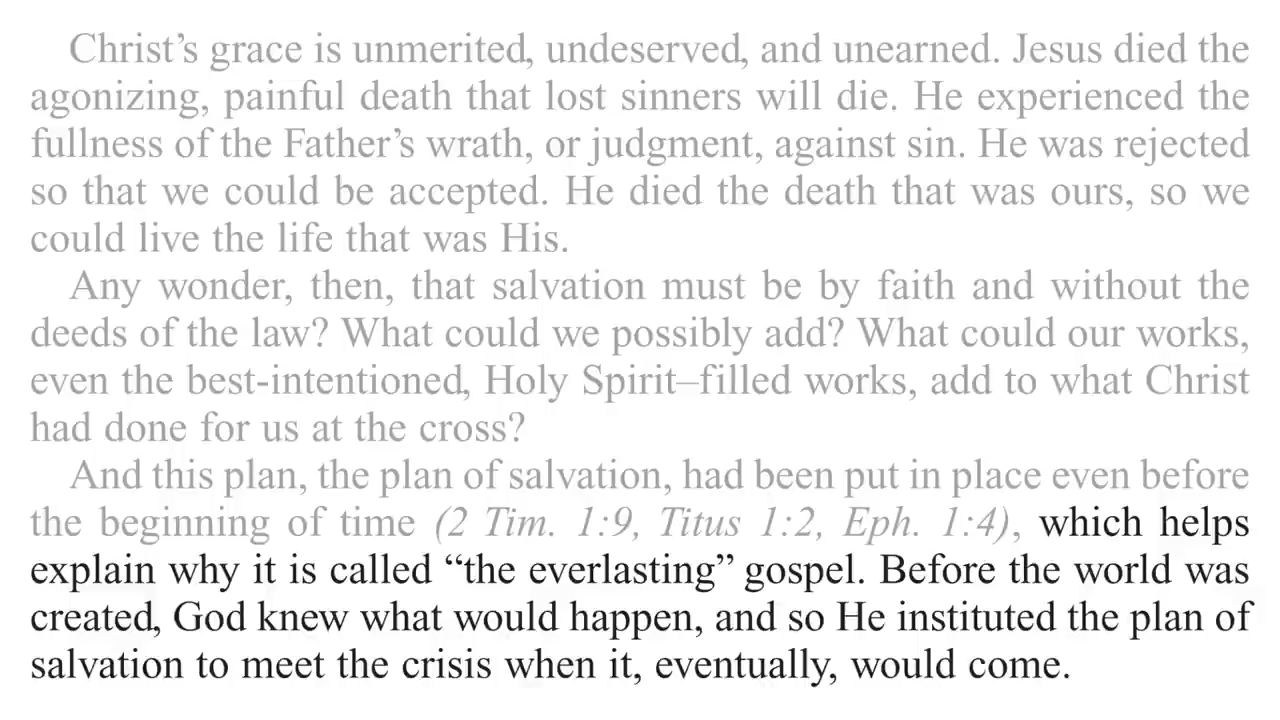 Christ’s grace is unmerited, undeserved, and unearned. Jesus died the
agonizing, painful death that lost sinners will die. He experienced the
fullness of the Father’s wrath, or judgment, against sin. He was rejected
so that we could be accepted. He died the death that was ours, so we
could live the life that was His.
Any wonder, then, that salvation must be by faith and without the
deeds of the law? What could we possibly add? What could our works,
even the best-intentioned, Holy Spirit–filled works, add to what Christ
had done for us at the cross?
And this plan, the plan of salvation, had been put in place even before
the beginning of time (2 Tim. 1:9, Titus 1:2, Eph. 1:4), which helps
explain why it is called “the everlasting” gospel. Before the world was
created, God knew what would happen, and so He instituted the plan of
salvation to meet the crisis when it, eventually, would come.